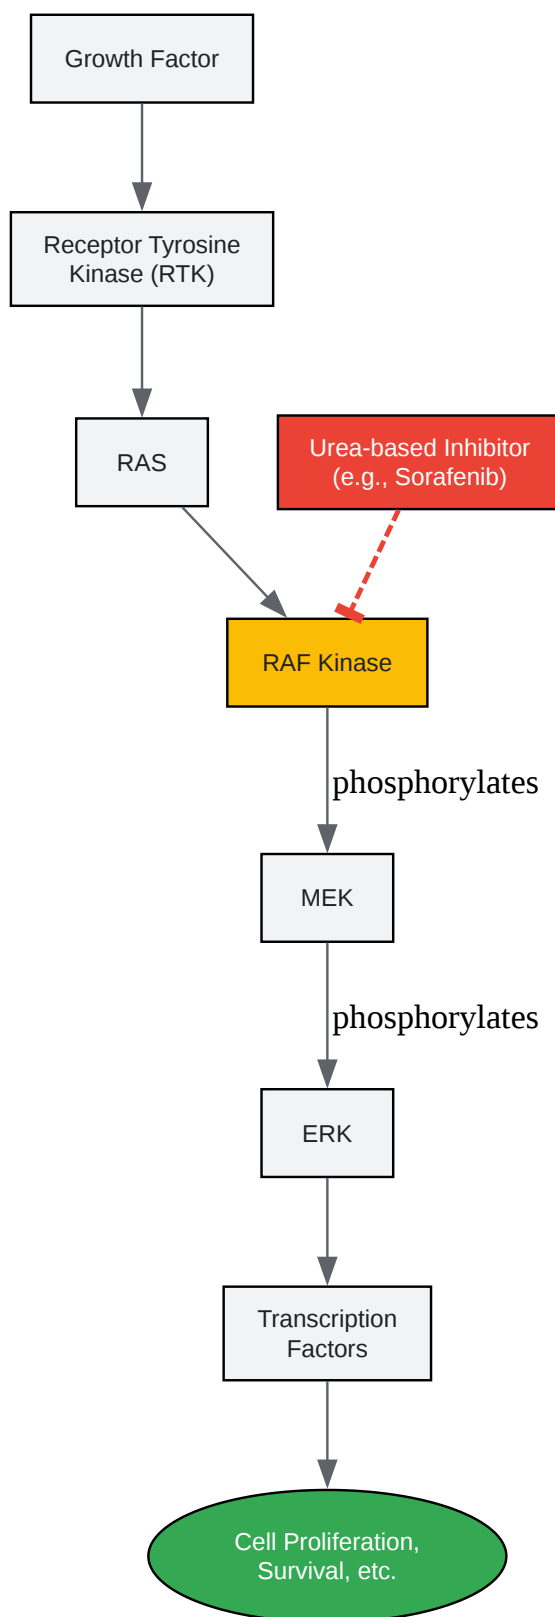 Growth Factor
Receptor Tyrosine
Kinase (RTK)
RAS
Urea-based Inhibitor
(e.g., Sorafenib)
RAF Kinase
phosphorylates
MEK
phosphorylates
ERK
Transcription
Factors
Cell Proliferation,
Survival, etc.